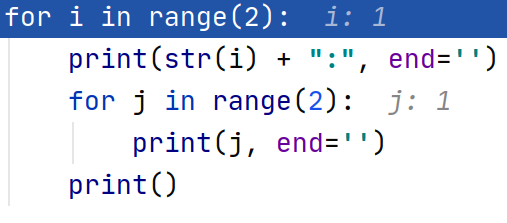 for i in range(2):  i: 1
    print(str(i) + ":", end='')
    for j in range(2):  j: 1
        print(j, end='')
    print()